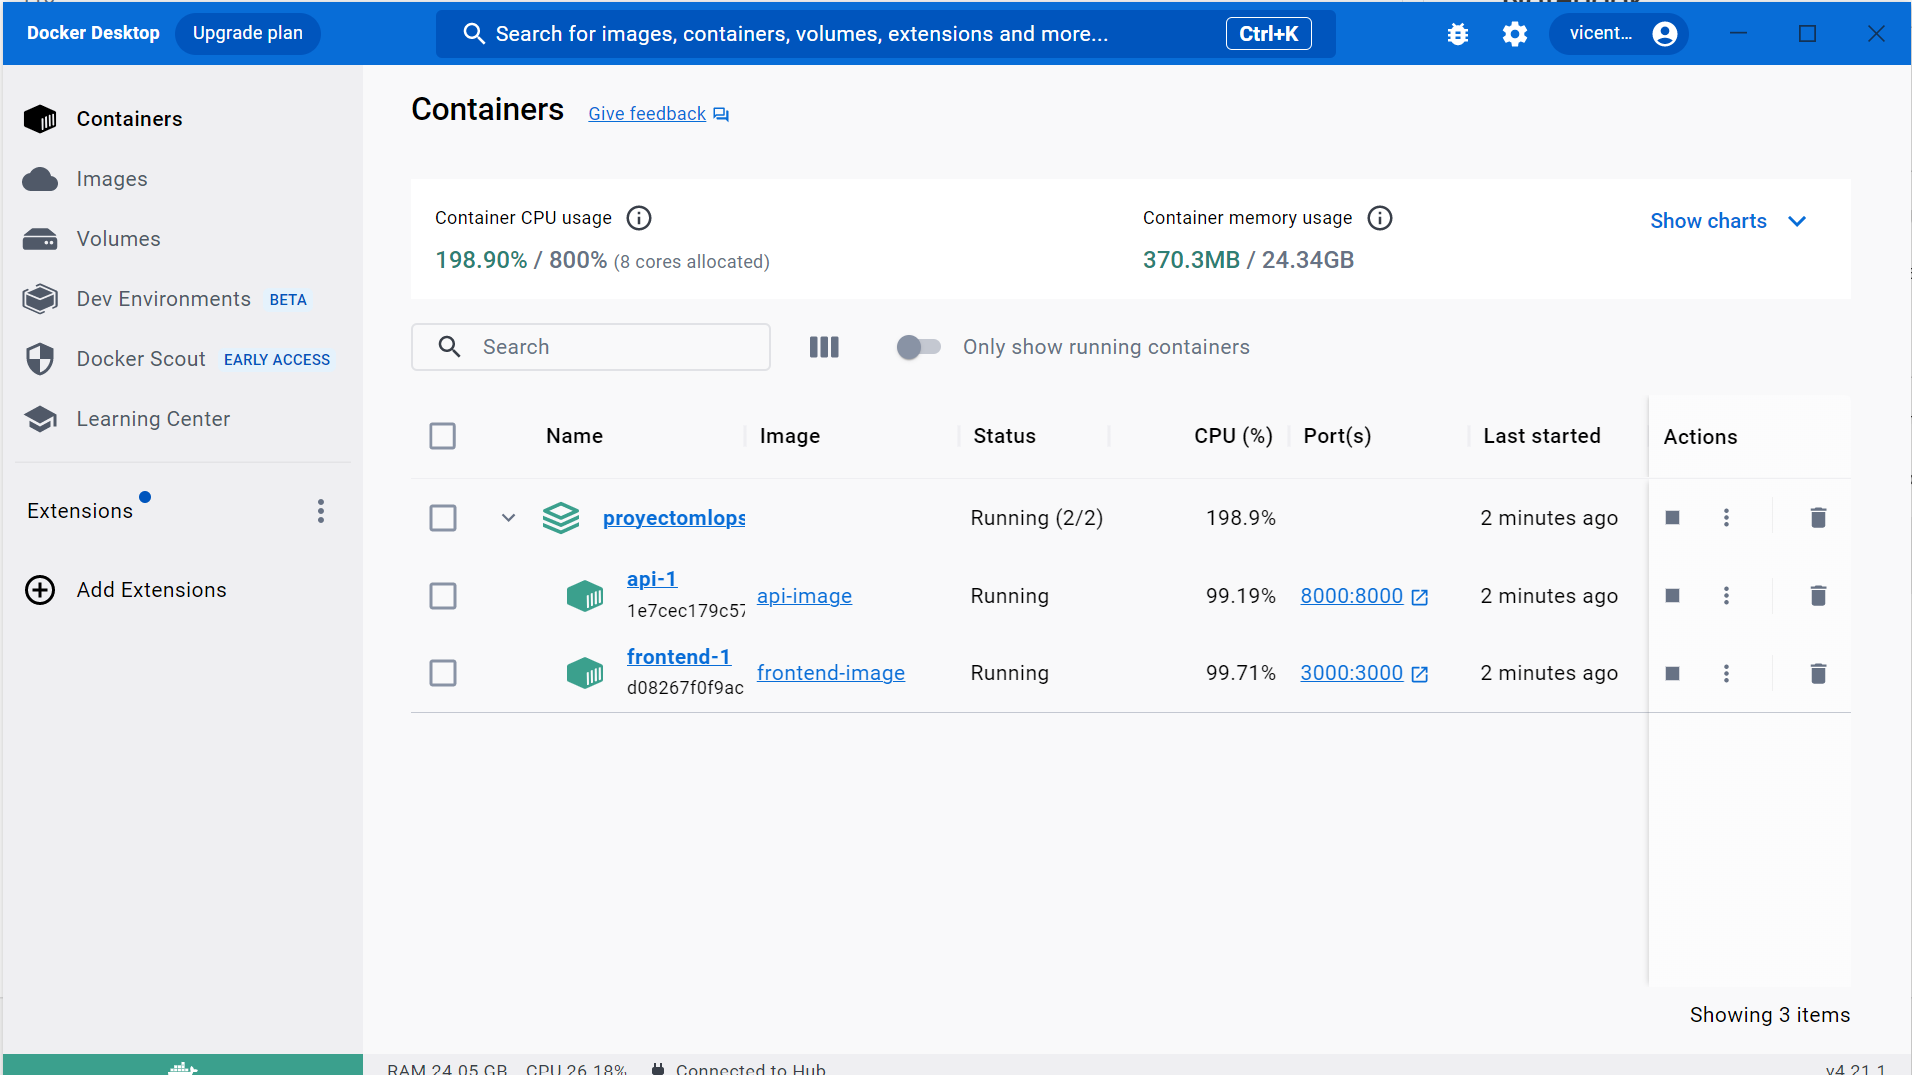 Docker Desktop
Upgrade plan
Search for images, containers, volumes, extensions and more...
Ctrl+K
vicent...
Containers
Images
Volumes
Dev Environments BETA
Docker Scout EARLY ACCESS
Learning Center
Extensions
Add Extensions
Containers
Give feedback
Container CPU usage
198.90% / 800% (8 cores allocated)
Container memory usage
370.3MB / 24.34GB
Show charts
Search
Only show running containers
Name Image Status CPU (%) Port(s) Last started Actions
proyectomlops Running (2/2) 198.9% 2 minutes ago
api-1
1e7cec179c57
api-image Running 99.19% 8000:8000 2 minutes ago
frontend-1
d08267f0f9ac
frontend-image Running 99.71% 3000:3000 2 minutes ago
Showing 3 items
RAM 24.05 GB CPU 26.18% Connected to Hub
v4.21.1